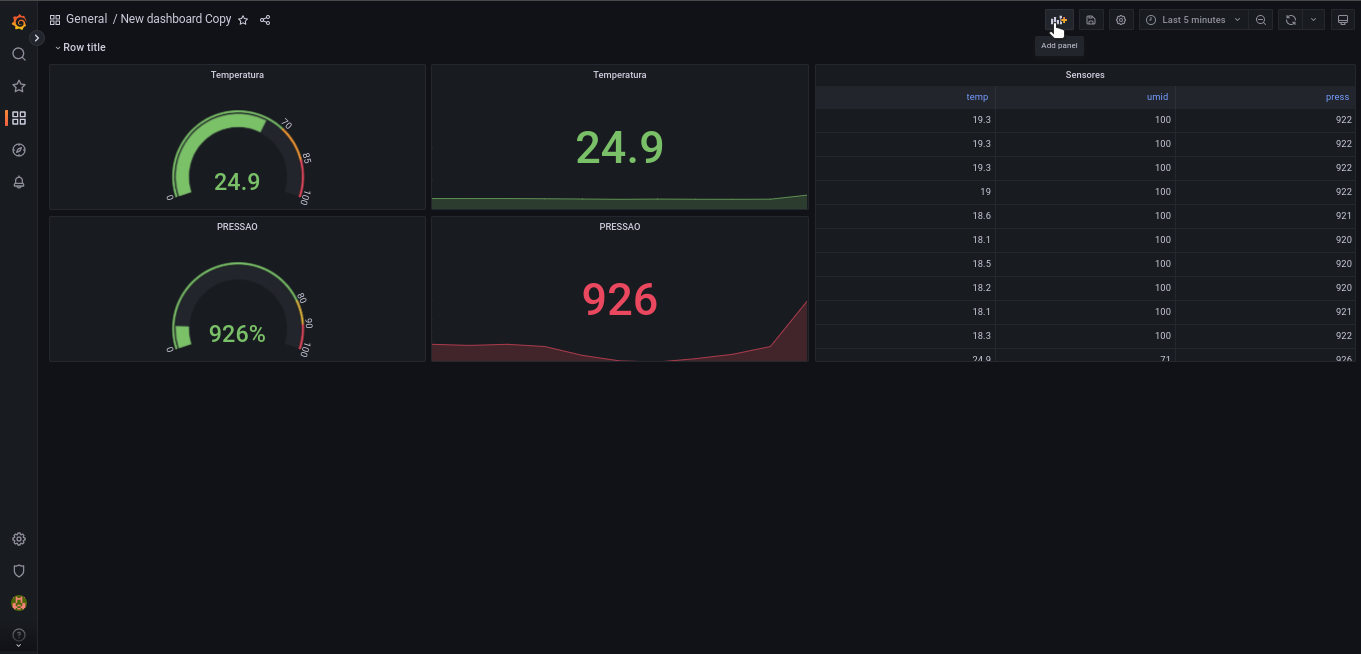 General / New dashboard Copy
Last 5 minutes
Add panel
Row title
Temperatura
0
70
85
100
24.9
Temperatura
24.9
Sensores
temp umid press
19.3 100 922
19.3 100 922
19.3 100 922
19 100 922
18.6 100 921
18.1 100 920
18.5 100 920
18.2 100 920
18.1 100 921
18.3 100 922
24.9 71 926
PRESSAO
0
80
90
100
926%
PRESSAO
926